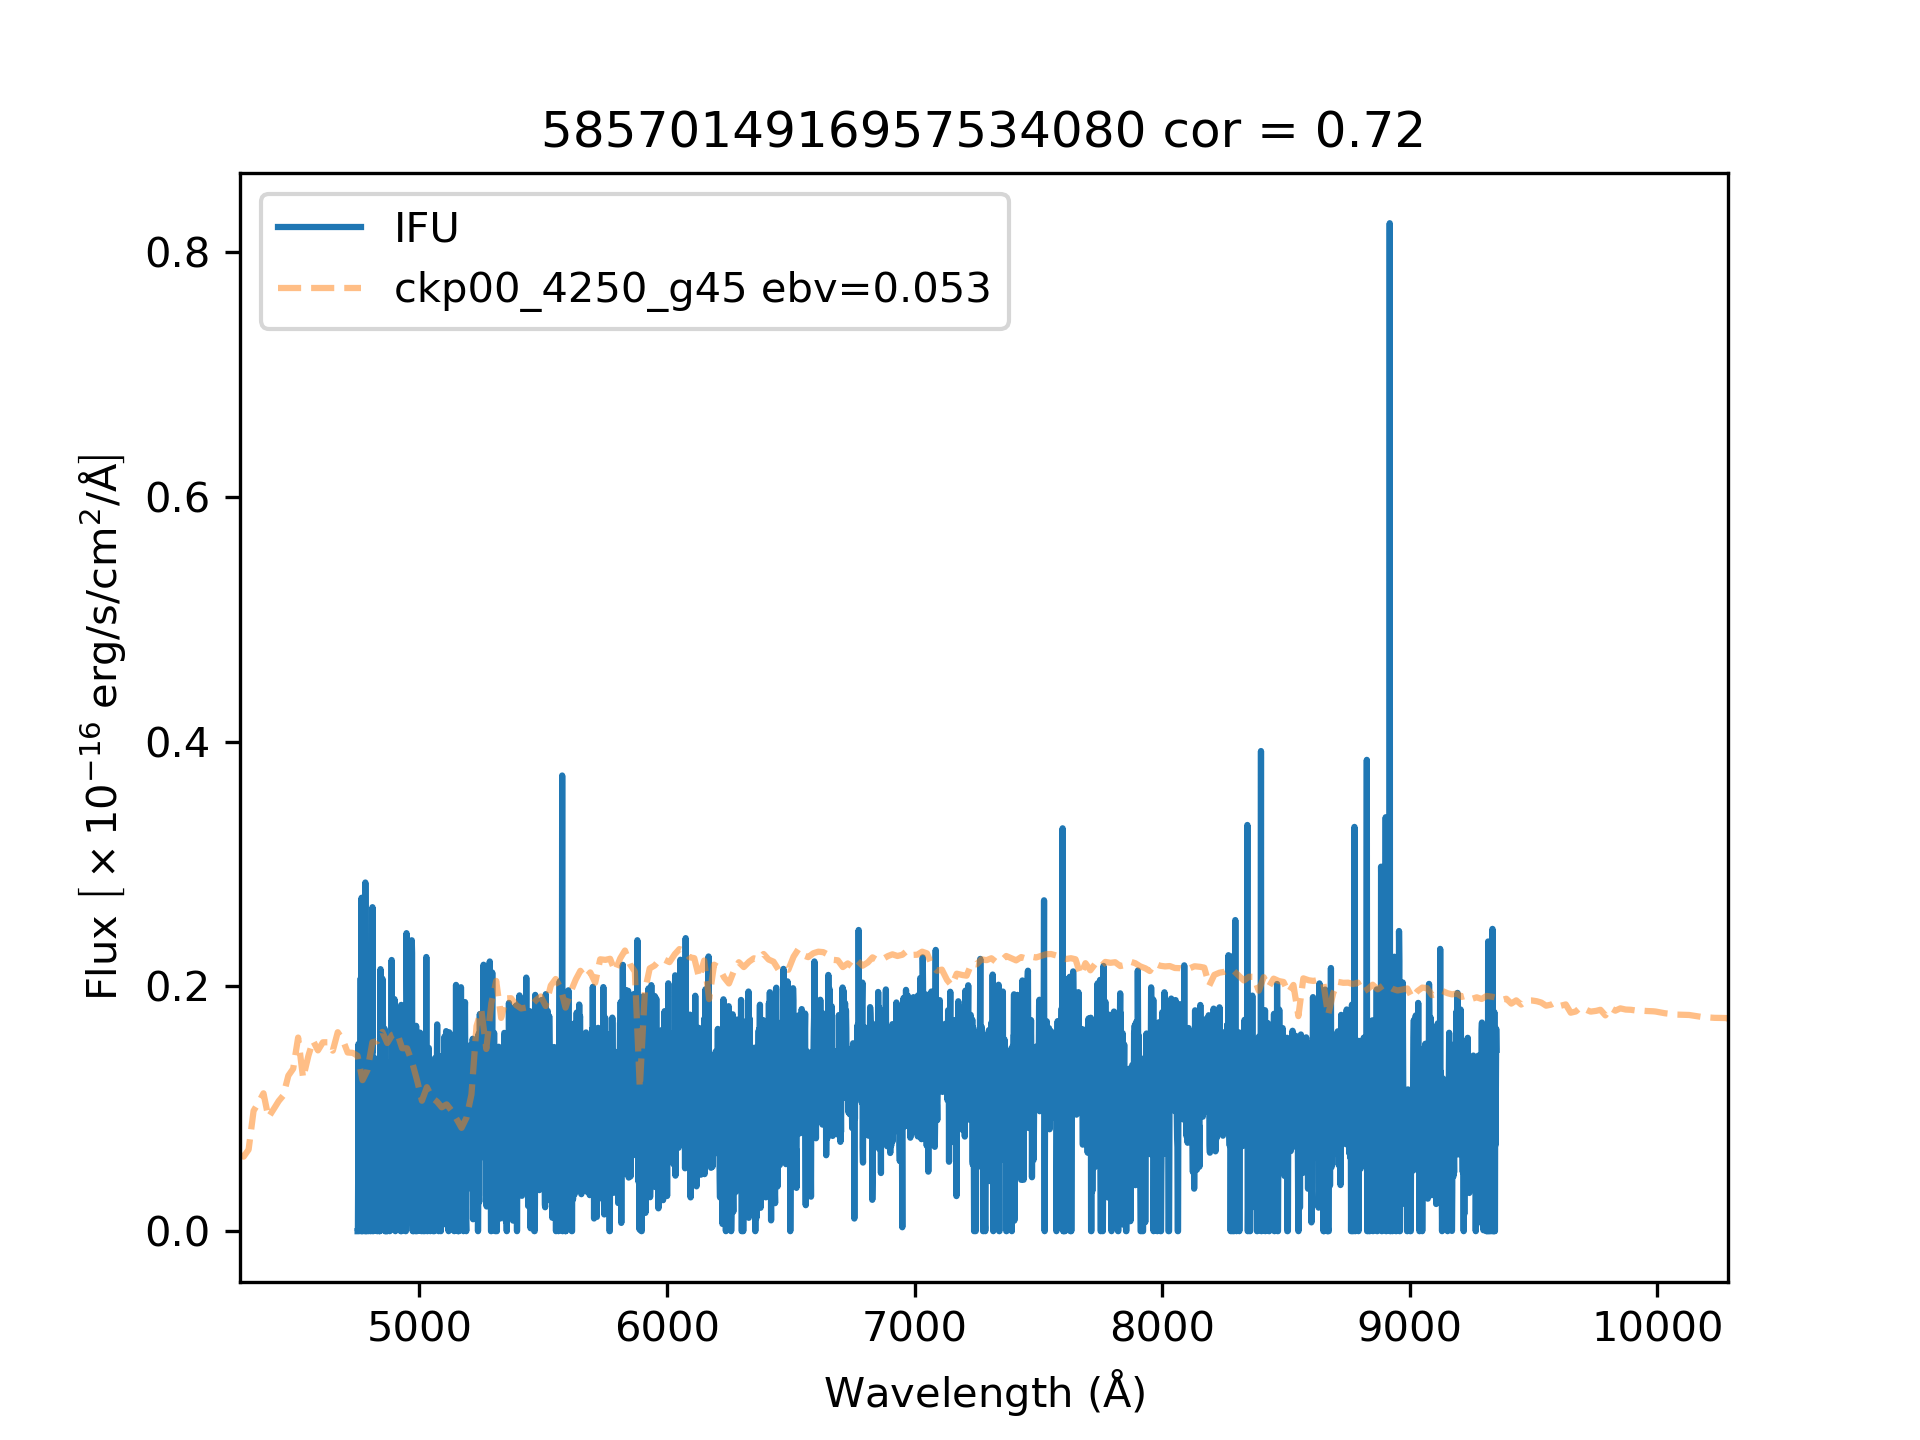 5857014916957534080 cor = 0.72
IFU
ckp00_4250_g45 ebv=0.053
0.8
0.6
0.4
0.2
0.0
Flux [×10⁻¹⁶ erg/s/cm²/Å]
5000 6000 7000 8000 9000 10000
Wavelength (Å)